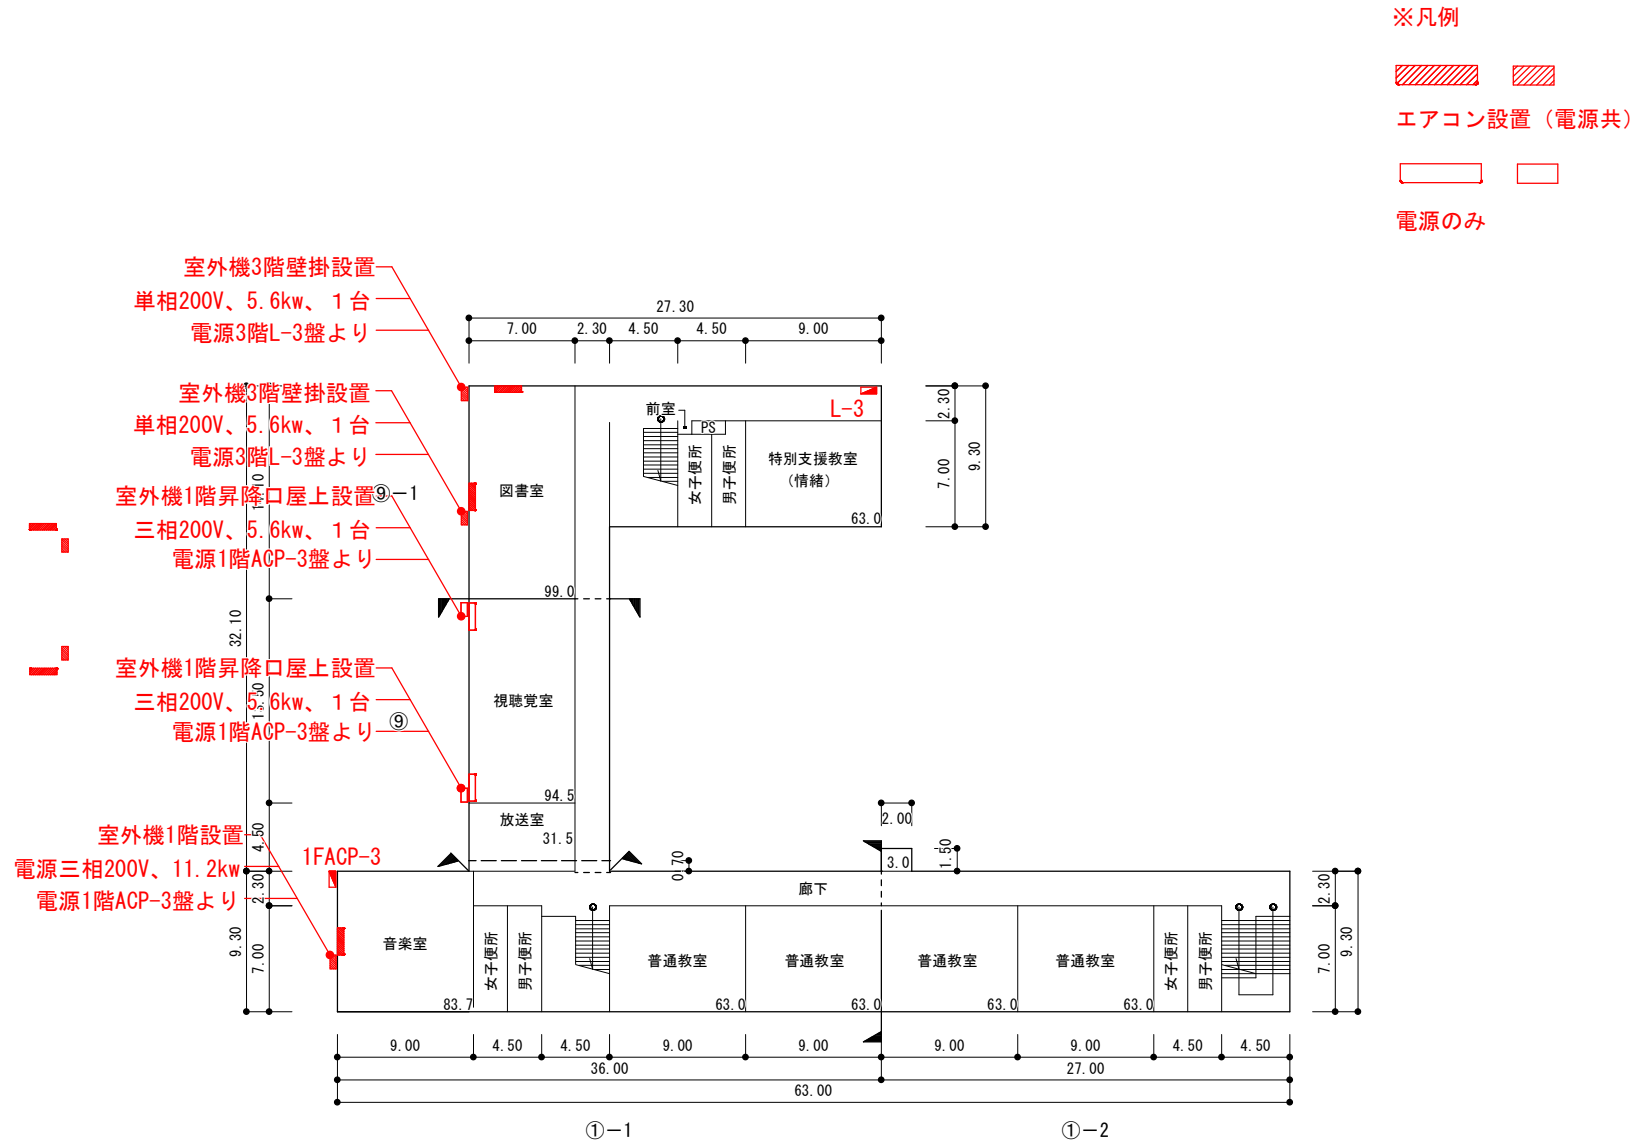 ※凡例
エアコン設置（電源共）
電源のみ
室外機3階壁掛設置
単相200V、5.6kw、１台
電源3階L-3盤より
27.30
7.00
2.30
4.50
4.50
9.00
室外機3階壁掛設置
単相200V、5.6kw、１台
電源3階L-3盤より
L-3
前室
PS
女子便所
男子便所
特別支援教室
（情緒）
63.0
2.30
7.00
9.30
図書室
⑨-1
室外機1階昇降口屋上設置
三相200V、5.6kw、１台
電源1階ACP-3盤より
99.0
32.10
室外機1階昇降口屋上設置
三相200V、5.6kw、１台
電源1階ACP-3盤より
⑨
視聴覚室
94.5
放送室
31.5
4.50
室外機1階設置
電源三相200V、11.2kw
電源1階ACP-3盤より
1FACP-3
2.30
7.00
9.30
0.70
2.00
3.0
1.50
廊下
音楽室
83.7
女子便所
男子便所
普通教室
63.0
普通教室
63.0
普通教室
63.0
普通教室
63.0
女子便所
男子便所
2.30
7.00
9.30
9.00
4.50
4.50
9.00
9.00
9.00
9.00
4.50
4.50
36.00
27.00
63.00
①-1
①-2